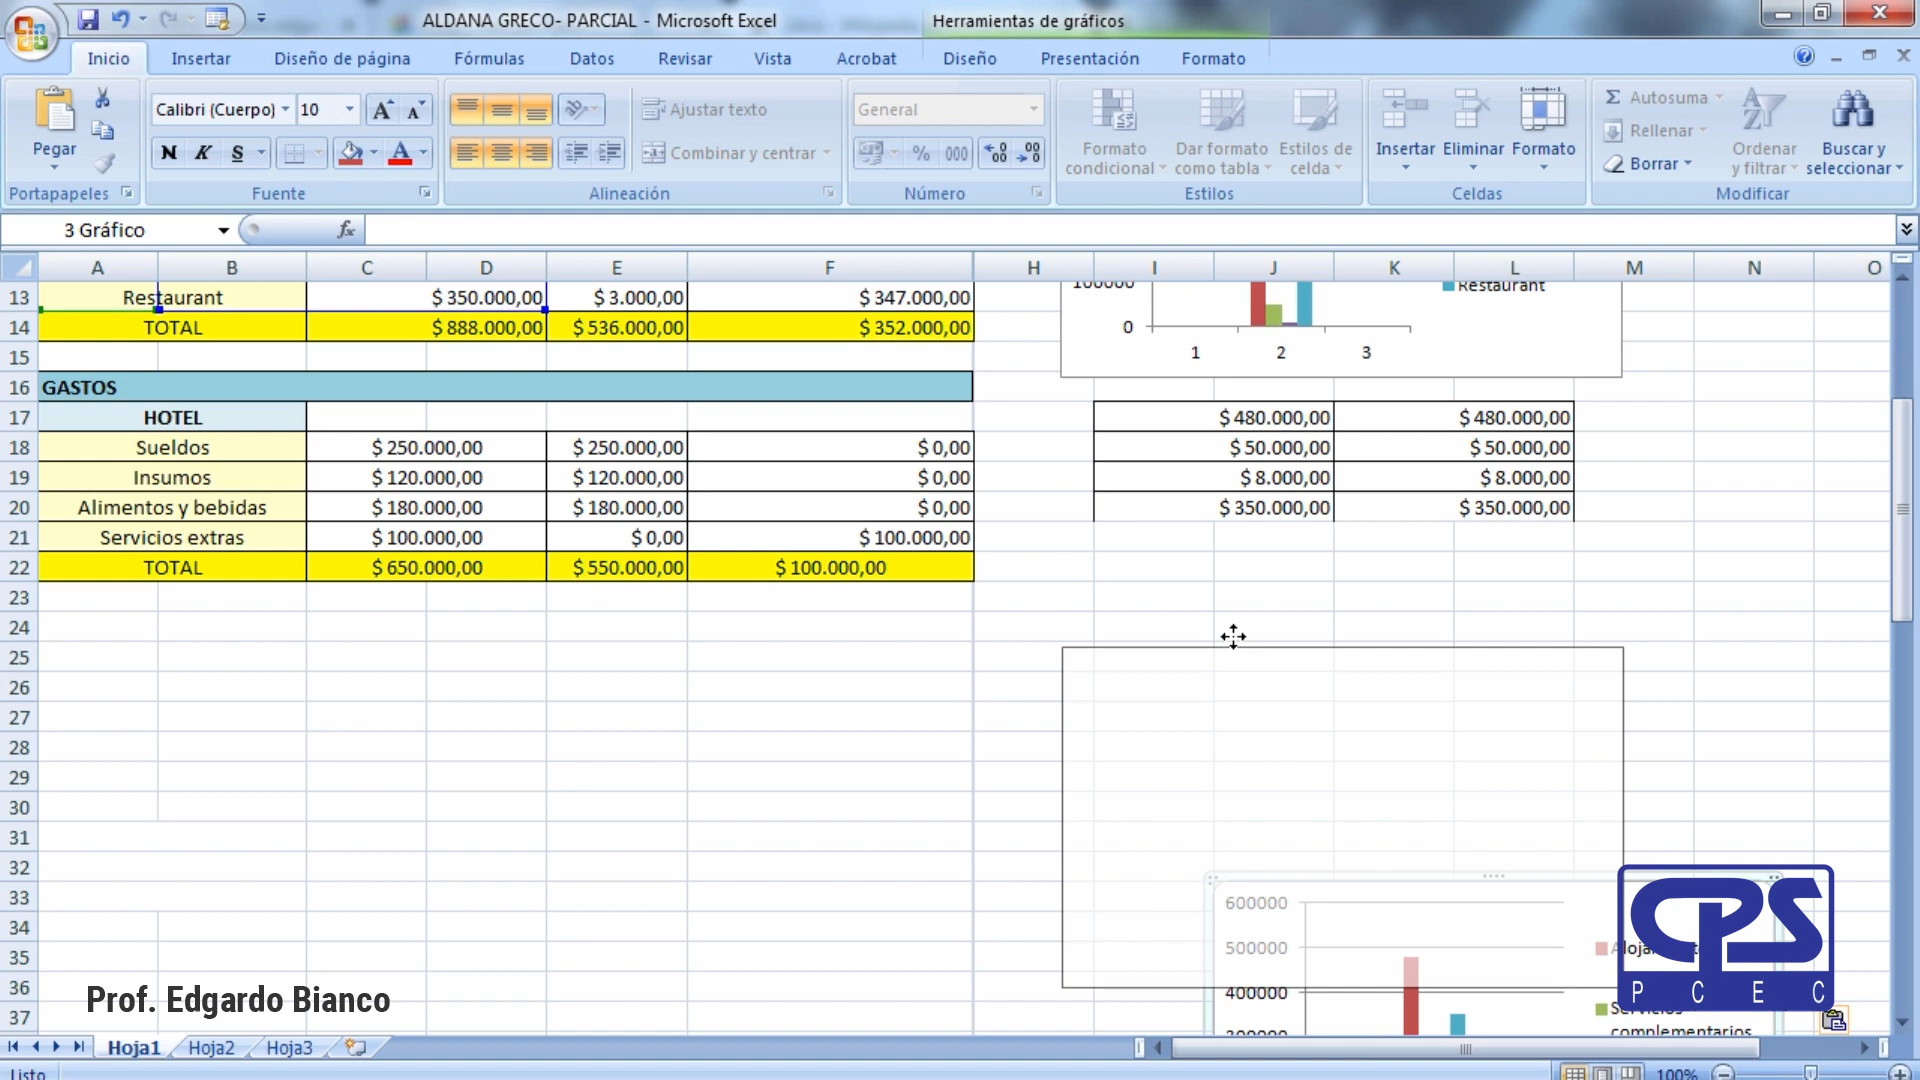 ALDANA GRECO- PARCIAL - Microsoft Excel
Herramientas de gráficos
Inicio Insertar Diseño de página Fórmulas Datos Revisar Vista Acrobat Diseño Presentación Formato
Calibri (Cuerpo) 10 A A
Ajustar texto
General
Autosuma
Pegar
N K S A
Combinar y centrar
% 000
Formato condicional
Dar formato como tabla
Estilos de celda
Insertar Eliminar Formato
Rellenar
Borrar
Ordenar y filtrar
Buscar y seleccionar
Portapapeles Fuente Alineación Número Estilos Celdas Modificar
3 Gráfico fx
A B C D E F H I J K L M N O
13 Restaurant $ 350.000,00 $ 3.000,00 $ 347.000,00
Restaurant
14 TOTAL $ 888.000,00 $ 536.000,00 $ 352.000,00
0
15
1 2 3
16 GASTOS
17 HOTEL $ 480.000,00 $ 480.000,00
18 Sueldos $ 250.000,00 $ 250.000,00 $ 0,00 $ 50.000,00 $ 50.000,00
19 Insumos $ 120.000,00 $ 120.000,00 $ 0,00 $ 8.000,00 $ 8.000,00
20 Alimentos y bebidas $ 180.000,00 $ 180.000,00 $ 0,00 $ 350.000,00 $ 350.000,00
21 Servicios extras $ 100.000,00 $ 0,00 $ 100.000,00
22 TOTAL $ 650.000,00 $ 550.000,00 $ 100.000,00
23
24
25
26
27
28
29
30
31
32
33
600000
34
500000
35
36
400000
37
complementarios
CPS
P C E C
Prof. Edgardo Bianco
Hoja1 Hoja2 Hoja3
Listo
100%